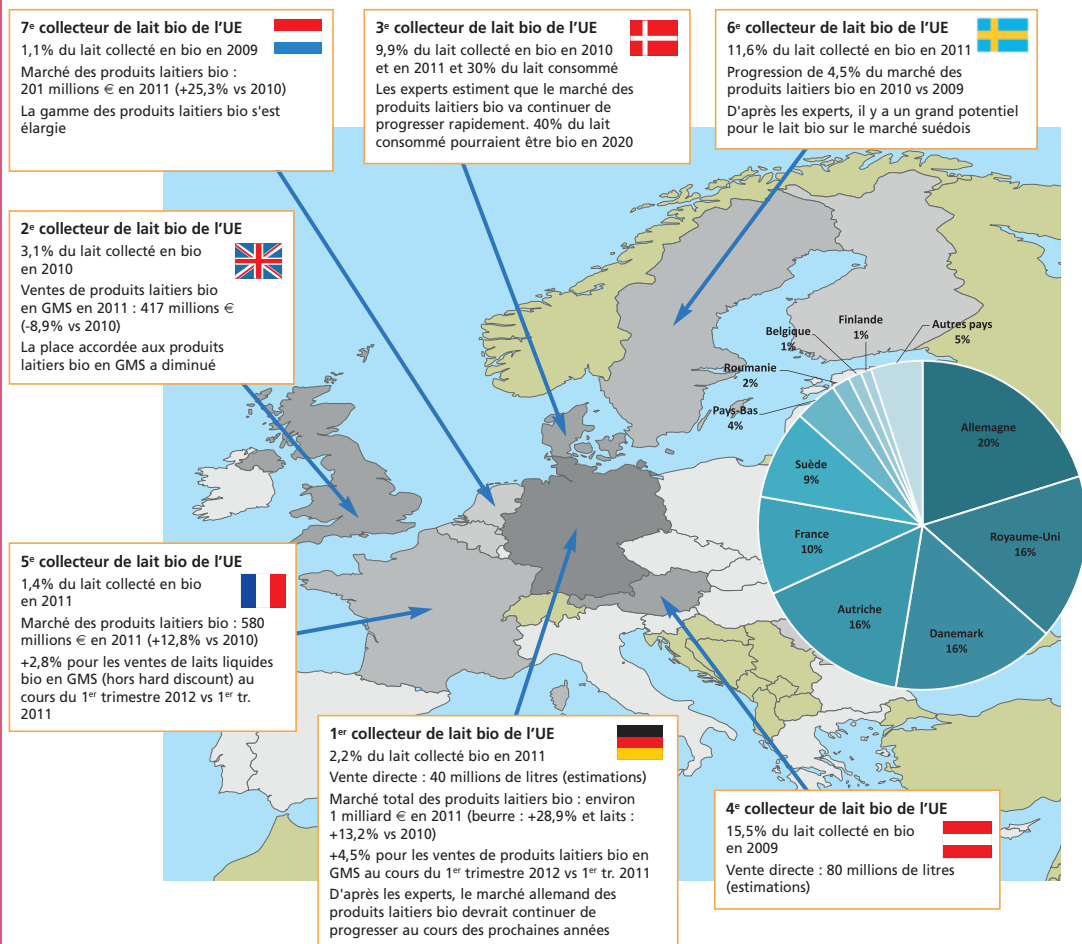 7e collecteur de lait bio de l'UE
1,1% du lait collecté en bio en 2009
Marché des produits laitiers bio :
201 millions € en 2011 (+25,3% vs 2010)
La gamme des produits laitiers bio s'est
élargie
3e collecteur de lait bio de l'UE
9,9% du lait collecté en bio en 2010
et en 2011 et 30% du lait consommé
Les experts estiment que le marché des
produits laitiers bio va continuer de
progresser rapidement. 40% du lait
consommé pourraient être bio en 2020
6e collecteur de lait bio de l'UE
11,6% du lait collecté en bio en 2011
Progression de 4,5% du marché des
produits laitiers bio en 2010 vs 2009
D'après les experts, il y a un grand potentiel
pour le lait bio sur le marché suédois
2e collecteur de lait bio de l'UE
3,1% du lait collecté en bio
en 2010
Ventes de produits laitiers bio
en GMS en 2011 : 417 millions €
(-8,9% vs 2010)
La place accordée aux produits
laitiers bio en GMS a diminué
Finlande
1%
Autres pays
5%
Belgique
1%
Roumanie
2%
Pays-Bas
4%
Allemagne
20%
Suède
9%
Royaume-Uni
16%
France
10%
Autriche
16%
Danemark
16%
5e collecteur de lait bio de l'UE
1,4% du lait collecté en bio
en 2011
Marché des produits laitiers bio : 580
millions € en 2011 (+12,8% vs 2010)
+2,8% pour les ventes de laits liquides
bio en GMS (hors hard discount) au
cours du 1er trimestre 2012 vs 1er tr.
2011
1er collecteur de lait bio de l'UE
2,2% du lait collecté bio en 2011
Vente directe : 40 millions de litres (estimations)
Marché total des produits laitiers bio : environ
1 milliard € en 2011 (beurre : +28,9% et laits :
+13,2% vs 2010)
+4,5% pour les ventes de produits laitiers bio en
GMS au cours du 1er trimestre 2012 vs 1er tr. 2011
D'après les experts, le marché allemand des
produits laitiers bio devrait continuer de
progresser au cours des prochaines années
4e collecteur de lait bio de l'UE
15,5% du lait collecté en bio
en 2009
Vente directe : 80 millions de litres
(estimations)